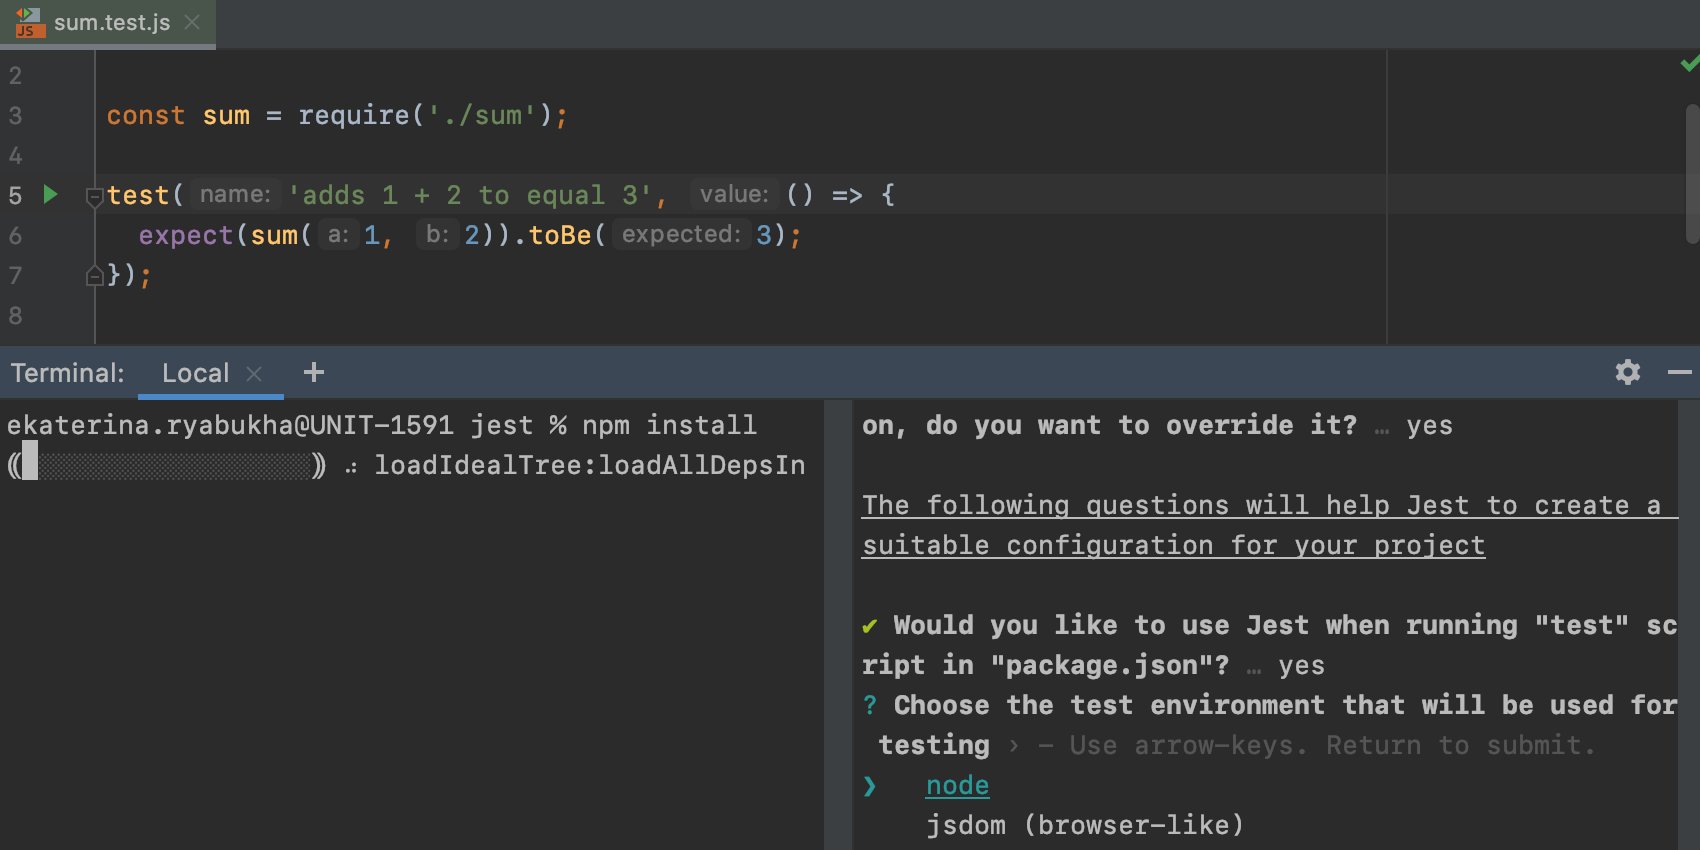 JS sum.test.js
2
3 const sum = require('./sum');
4
5 test( name: 'adds 1 + 2 to equal 3', value: () => {
6 expect(sum( a: 1, b: 2)).toBe( expected: 3);
7 });
8
Terminal: Local +
ekaterina.ryabukha@UNIT-1591 jest % npm install
(( )) loadIdealTree:loadAllDepsIn
on, do you want to override it? … yes
The following questions will help Jest to create a
suitable configuration for your project
✔ Would you like to use Jest when running "test" sc
ript in "package.json"? … yes
? Choose the test environment that will be used for
testing › – Use arrow-keys. Return to submit.
❯ node
jsdom (browser-like)